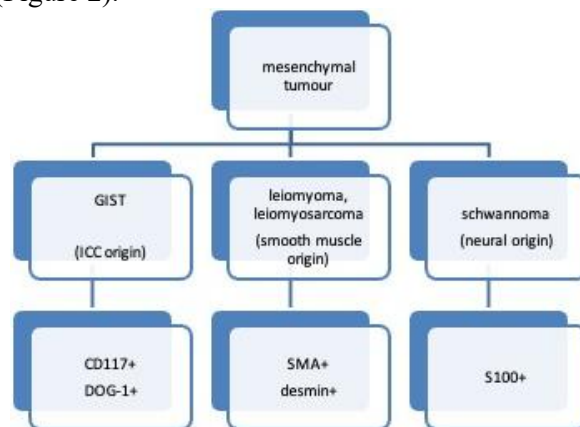 (Figure 2).
mesenchymal
tumour
GIST
(ICC origin)
leiomyoma,
leiomyosarcoma
(smooth muscle
origin)
schwannoma
(neural origin)
CD117+
DOG-1+
SMA+
desmin+
S100+